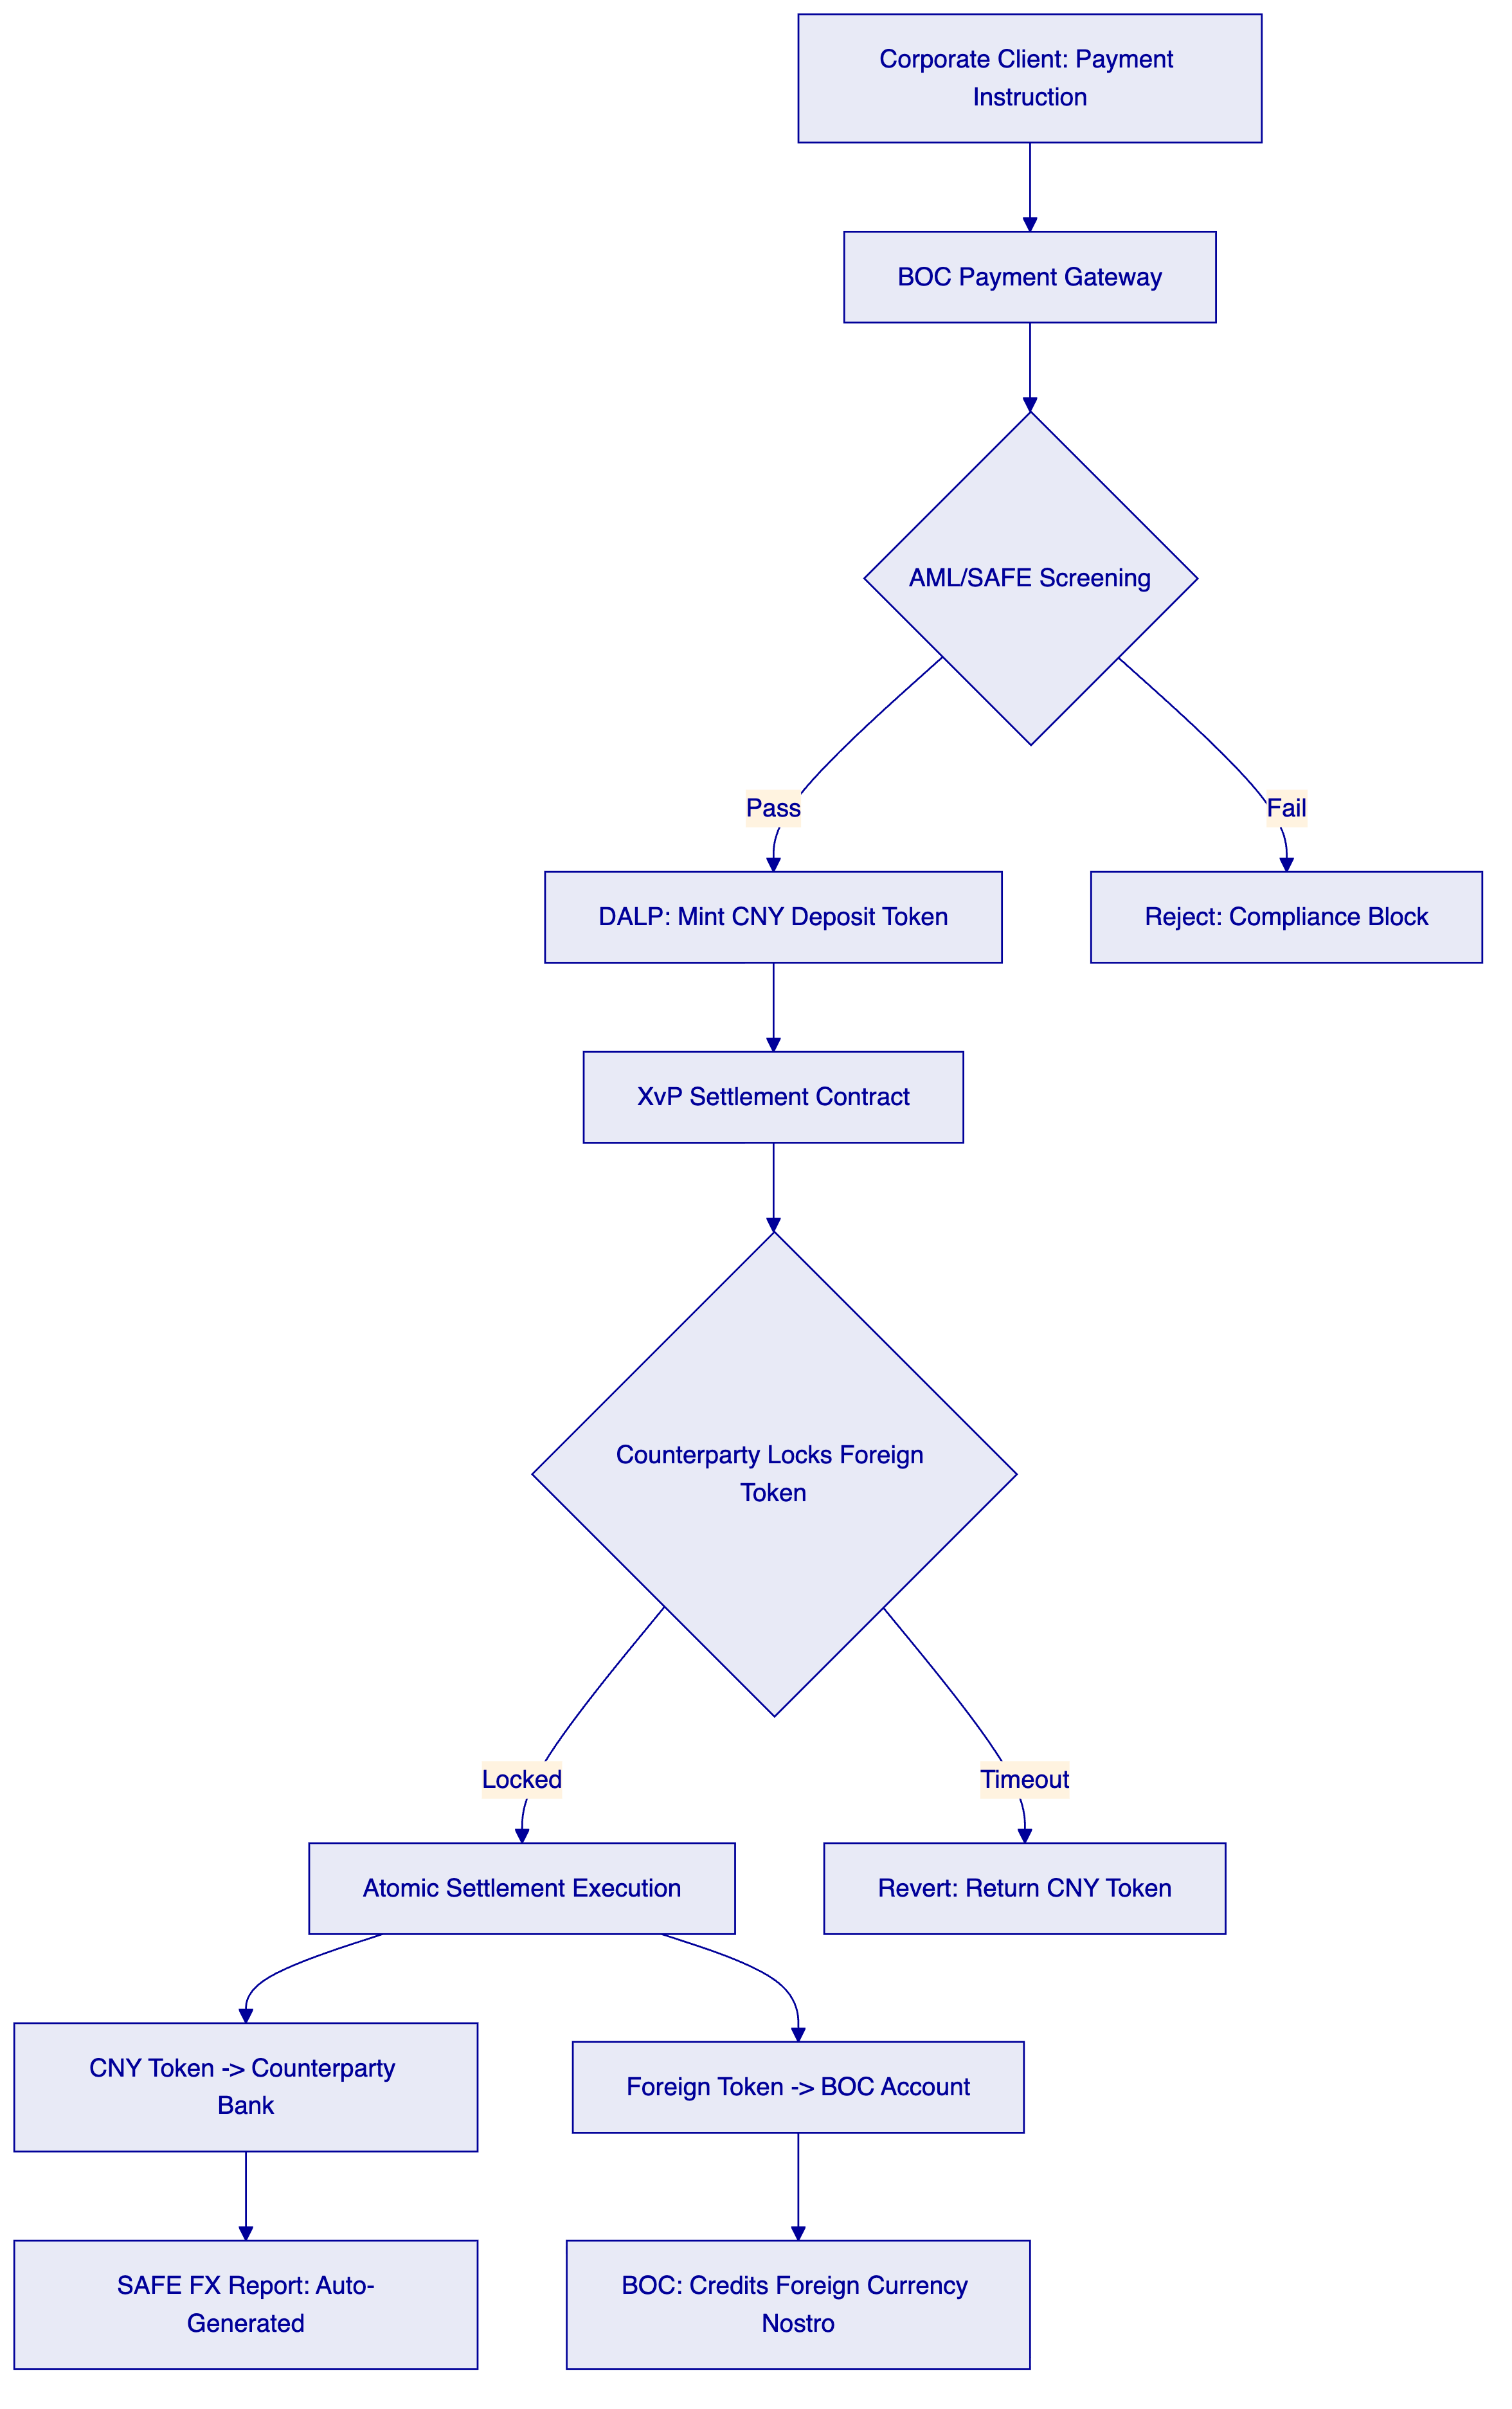 Corporate Client: Payment
Instruction
BOC Payment Gateway
AML/SAFE Screening
Pass
Fail
DALP: Mint CNY Deposit Token
Reject: Compliance Block
XvP Settlement Contract
Counterparty Locks Foreign
Token
Locked
Timeout
Atomic Settlement Execution
Revert: Return CNY Token
CNY Token -> Counterparty
Bank
Foreign Token -> BOC Account
SAFE FX Report: Auto-
Generated
BOC: Credits Foreign Currency
Nostro